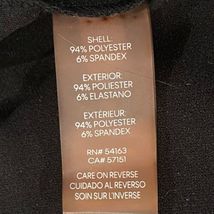 SHELL:
94% POLYESTER
6% SPANDEX
EXTERIOR:
94% POLIESTER
6% ELASTANO
EXTÉRIEUR:
94% POLYESTER
6% SPANDEX
RN# 54163
CA# 57151
CARE ON REVERSE
CUIDADO AL REVERSO
SOIN SUR L'INVERSE